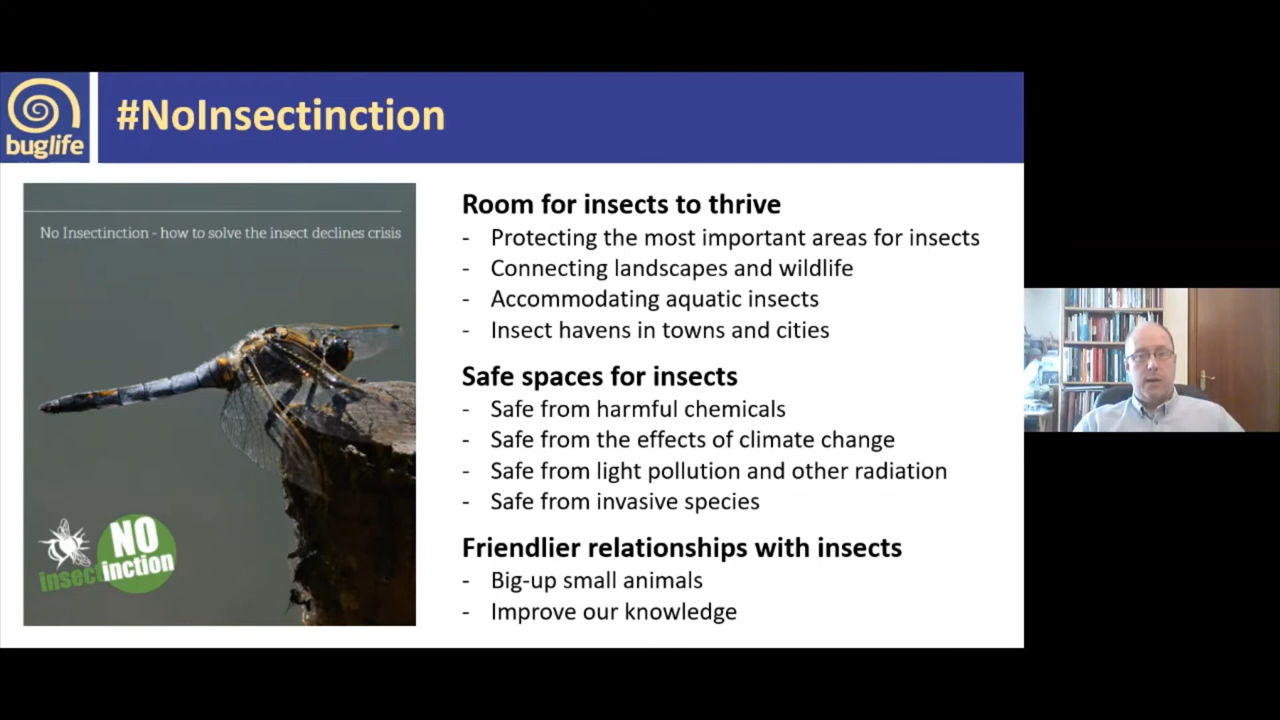 buglife
#NoInsectinction
No Insectinction - how to solve the insect declines crisis
NO
insectinction
Room for insects to thrive
- Protecting the most important areas for insects
- Connecting landscapes and wildlife
- Accommodating aquatic insects
- Insect havens in towns and cities
Safe spaces for insects
- Safe from harmful chemicals
- Safe from the effects of climate change
- Safe from light pollution and other radiation
- Safe from invasive species
Friendlier relationships with insects
- Big-up small animals
- Improve our knowledge